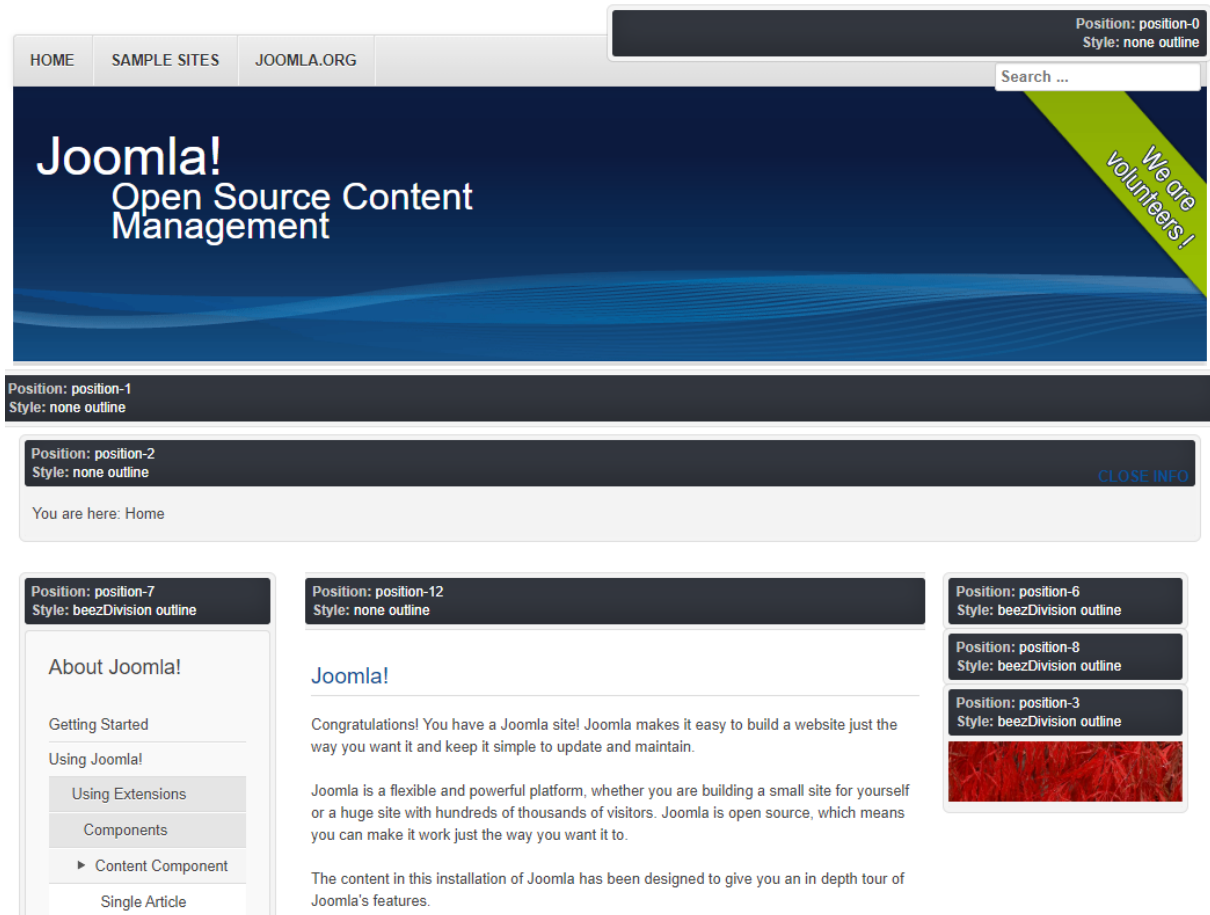 Position: position-0
Style: none outline
HOME SAMPLE SITES JOOMLA.ORG
Search ...
Joomla!
Open Source Content
Management
We are
volunteers !
Position: position-1
Style: none outline
Position: position-2
Style: none outline
CLOSE INFO
You are here: Home
Position: position-7
Style: beezDivision outline
About Joomla!
Getting Started
Using Joomla!
Using Extensions
Components
Content Component
Single Article
Position: position-12
Style: none outline
Joomla!
Congratulations! You have a Joomla site! Joomla makes it easy to build a website just the
way you want it and keep it simple to update and maintain.
Joomla is a flexible and powerful platform, whether you are building a small site for yourself
or a huge site with hundreds of thousands of visitors. Joomla is open source, which means
you can make it work just the way you want it to.
The content in this installation of Joomla has been designed to give you an in depth tour of
Joomla's features.
Position: position-6
Style: beezDivision outline
Position: position-8
Style: beezDivision outline
Position: position-3
Style: beezDivision outline